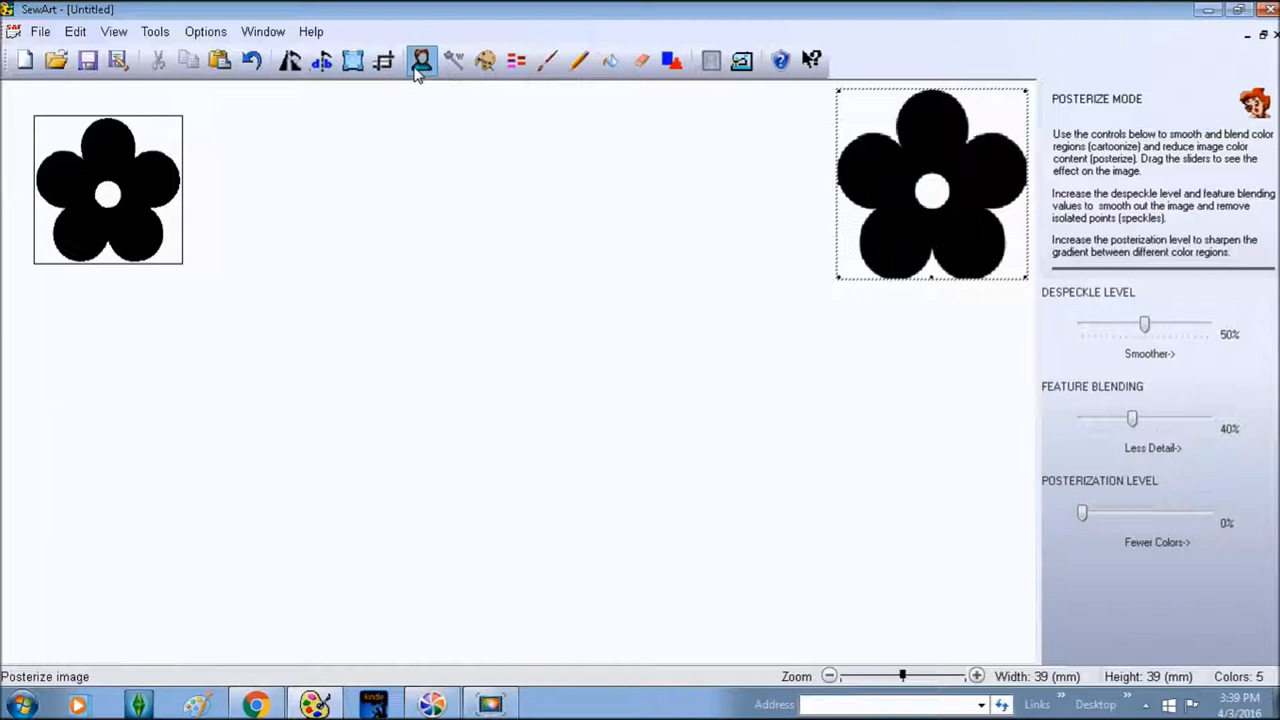 SewArt - [Untitled]
SAF File Edit View Tools Options Window Help
POSTERIZE MODE
Use the controls below to smooth and blend color
regions (cartoonize) and reduce image color
content (posterize). Drag the sliders to see the
effect on the image.
Increase the despeckle level and feature blending
values to smooth out the image and remove
isolated points (speckles).
Increase the posterization level to sharpen the
gradient between different color regions.
DESPECKLE LEVEL
50%
Smoother->
FEATURE BLENDING
40%
Less Detail->
POSTERIZATION LEVEL
0%
Fewer Colors->
Posterize image Zoom Width: 39 (mm) Height: 39 (mm) Colors: 5
kindle Address Links » Desktop » 3:39 PM
4/3/2016